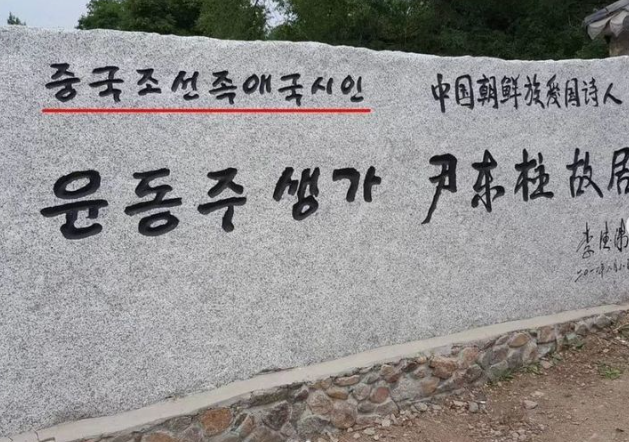 중국조선족애국시인
中国朝鲜族爱国诗人
윤동주 생가
尹东柱故居